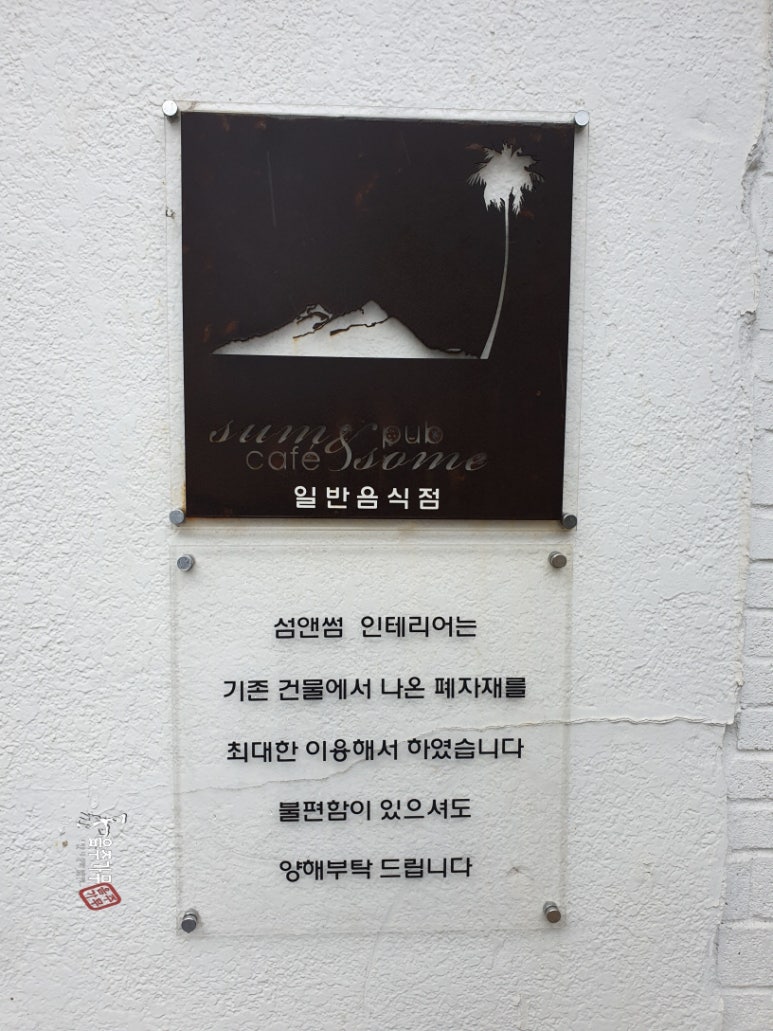 sum & pub
café some
일반음식점
섬앤썸 인테리어는
기존 건물에서 나온 폐자재를
최대한 이용해서 하였습니다
불편함이 있으셔도
양해부탁 드립니다